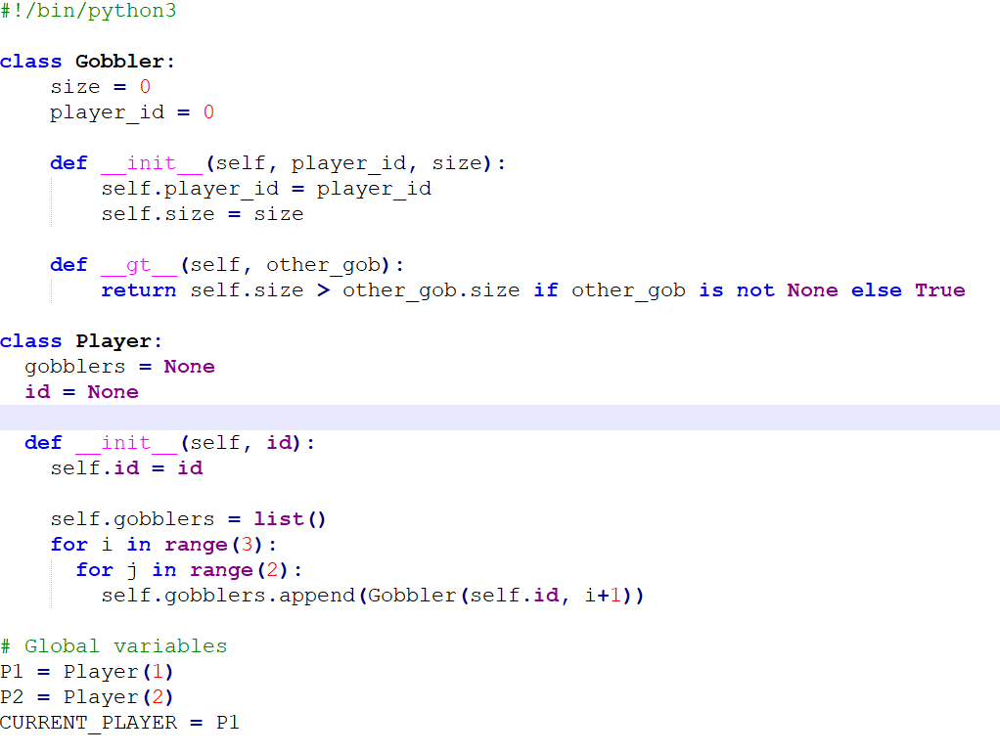 #!/bin/python3

class Gobbler:
    size = 0
    player_id = 0

    def __init__(self, player_id, size):
        self.player_id = player_id
        self.size = size

    def __gt__(self, other_gob):
        return self.size > other_gob.size if other_gob is not None else True

class Player:
  gobblers = None
  id = None

  def __init__(self, id):
    self.id = id

    self.gobblers = list()
    for i in range(3):
      for j in range(2):
        self.gobblers.append(Gobbler(self.id, i+1))

# Global variables
P1 = Player(1)
P2 = Player(2)
CURRENT_PLAYER = P1